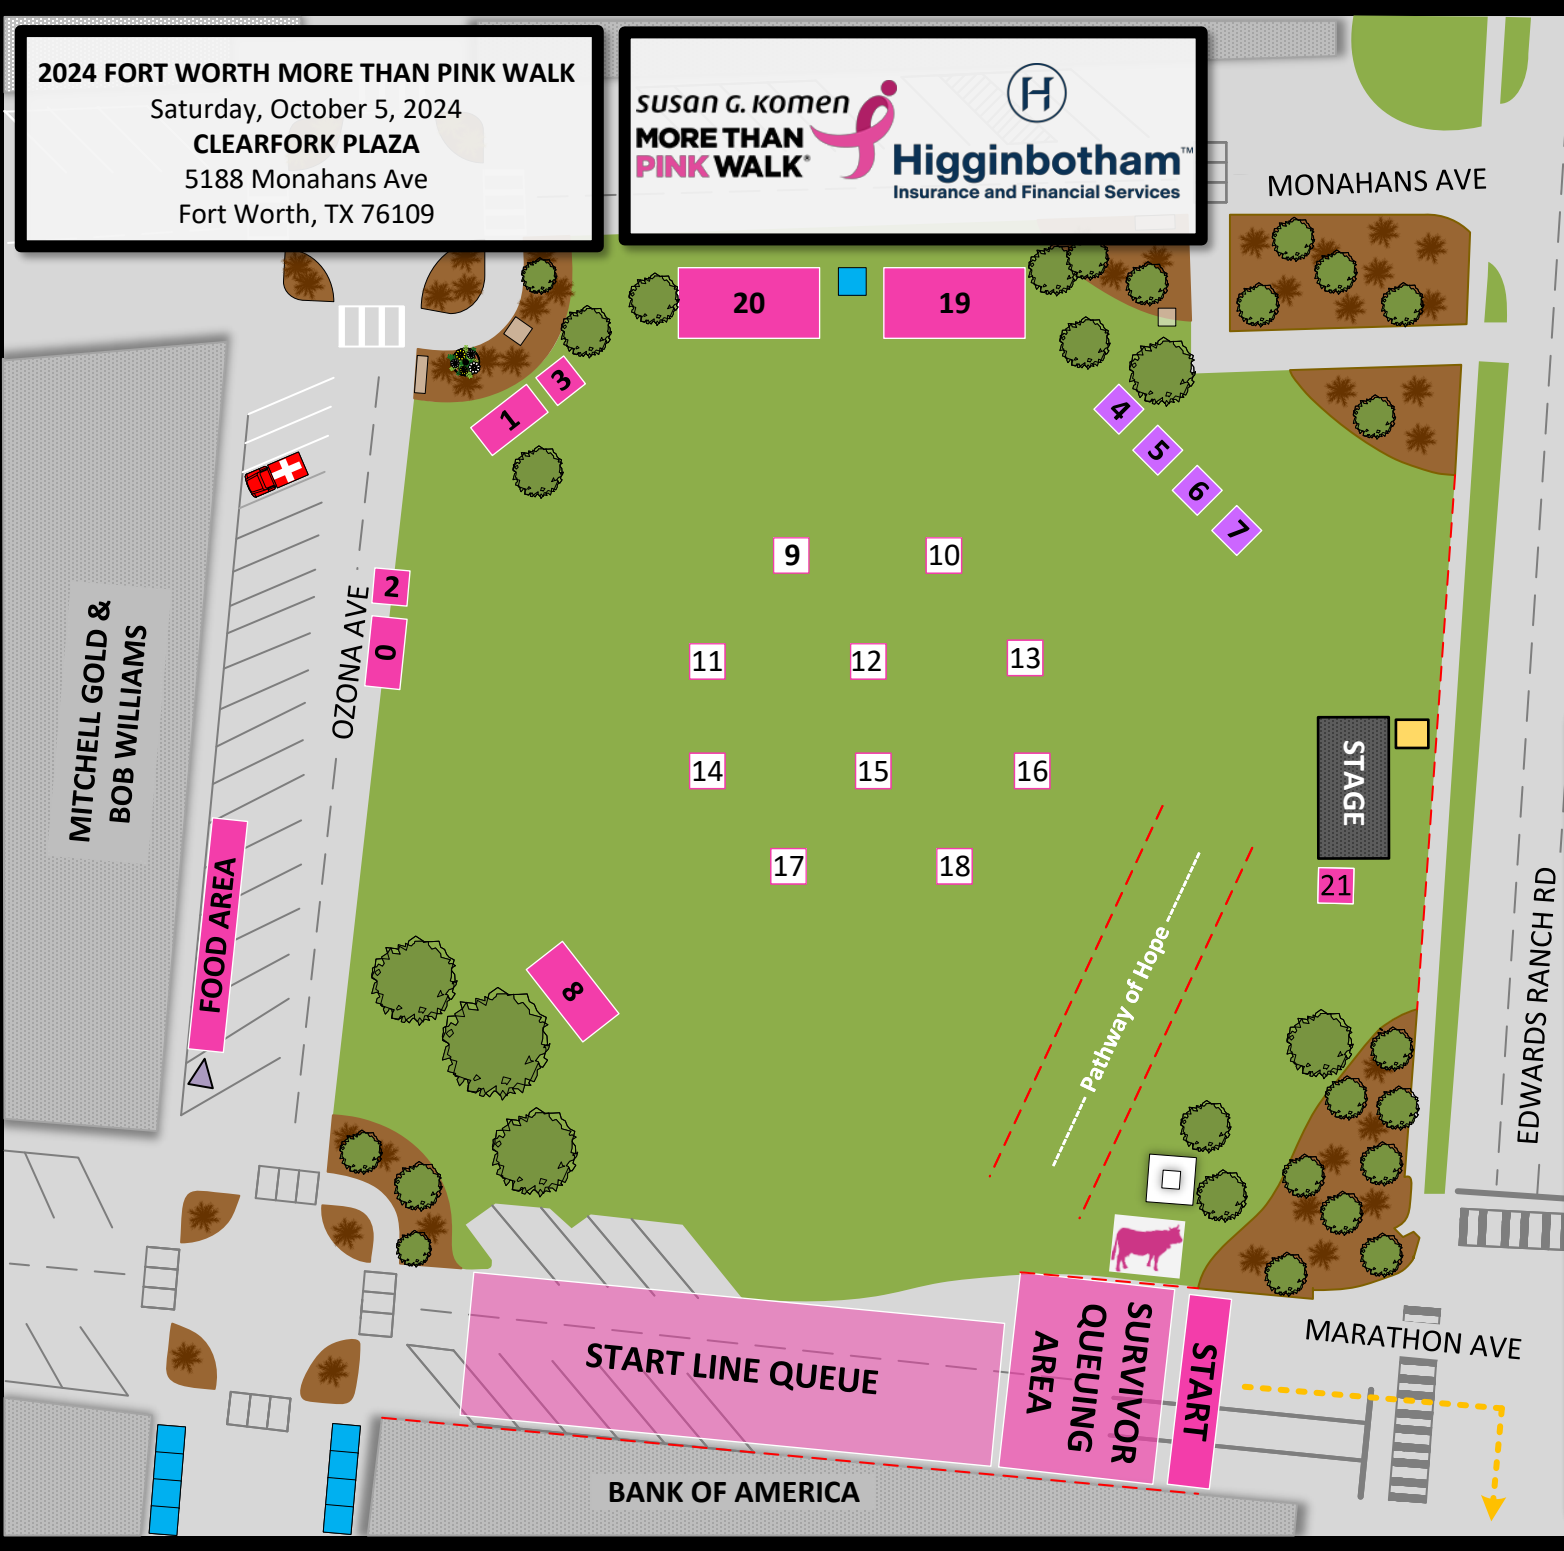 2024 FORT WORTH MORE THAN PINK WALK
Saturday, October 5, 2024
CLEARFORK PLAZA
5188 Monahans Ave
Fort Worth, TX 76109
SUSAN G. KOMEN
MORE THAN
PINK WALK®
H
Higginbotham™
Insurance and Financial Services
MONAHANS AVE
20
19
3
1
4
5
6
7
9
10
2
0
OZONA AVE
MITCHELL GOLD &
BOB WILLIAMS
11
12
13
14
15
16
STAGE
17
18
21
FOOD AREA
8
Pathway of Hope
EDWARDS RANCH RD
START LINE QUEUE
SURVIVOR
QUEUING
AREA
START
MARATHON AVE
BANK OF AMERICA